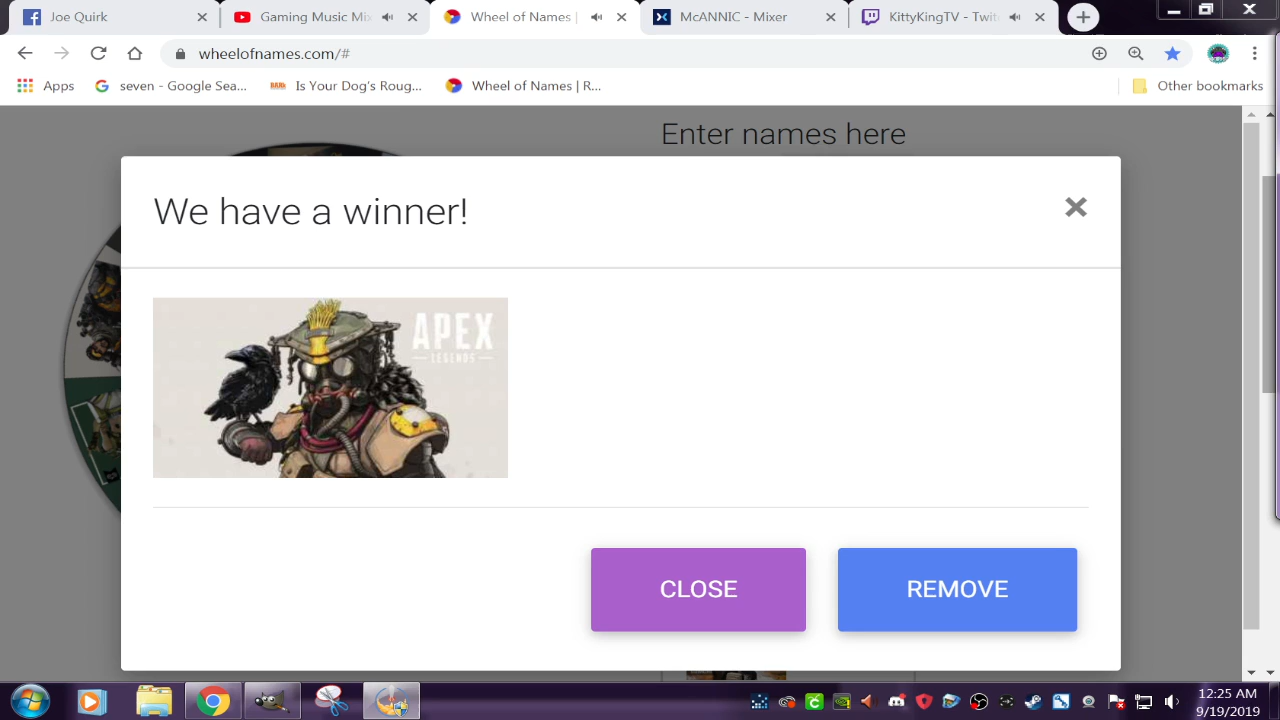 Joe Quirk
Gaming Music Mix
Wheel of Names |
McANNIC - Mixer
KittyKingTV - Twit
wheelofnames.com/#
Apps
seven - Google Sea...
BARK
Is Your Dog's Roug...
Wheel of Names | R...
Other bookmarks
Enter names here
We have a winner!
APEX
LEGENDS
CLOSE
REMOVE
12:25 AM
9/19/2019